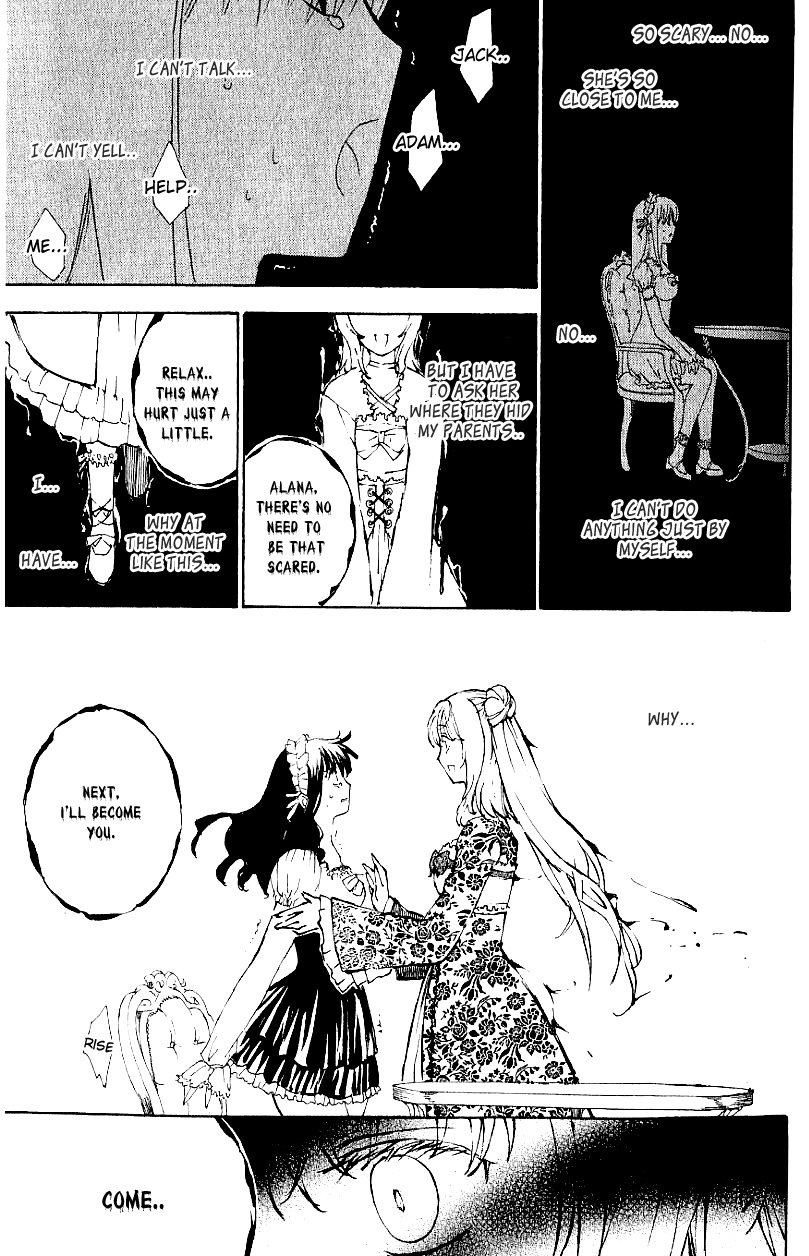 SO SCARY... NO...
SHE'S SO
CLOSE TO ME...
NO...
I CAN'T DO
ANYTHING JUST BY
MYSELF...
JACK..
ADAM...
I CAN'T TALK...
HELP..
I CAN'T YELL..
ME...
BUT I HAVE
TO ASK HER
WHERE THEY HID
MY PARENTS..
ALANA,
THERE'S NO
NEED TO
BE THAT
SCARED.
RELAX..
THIS MAY
HURT JUST A
LITTLE.
WHY AT
THE MOMENT
LIKE THIS...
I...
HAVE...
WHY...
NEXT,
I'LL BECOME
YOU.
RISE
COME..